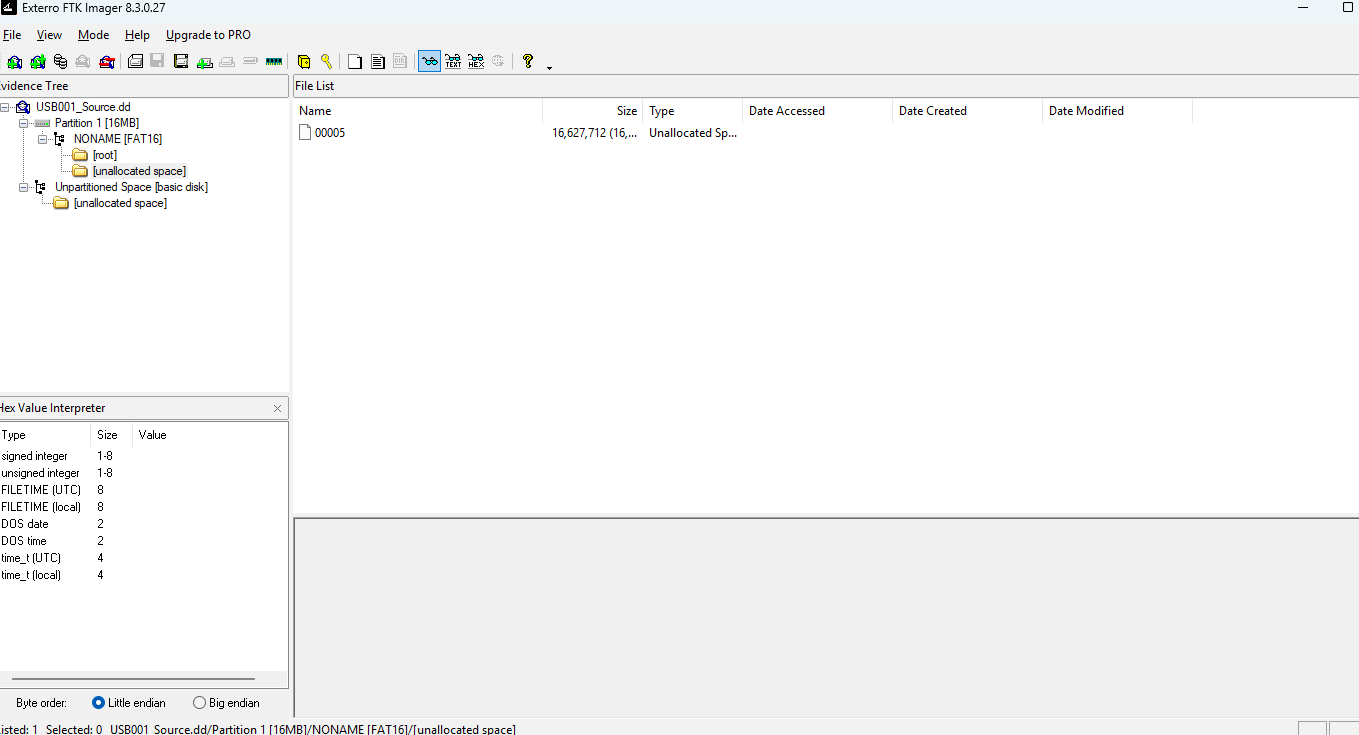 Exterro FTK Imager 8.3.0.27
File View Mode Help Upgrade to PRO
TEXT HEX DIR ?
vidence Tree
USB001_Source.dd
Partition 1 [16MB]
NONAME [FAT16]
[root]
[unallocated space]
Unpartitioned Space [basic disk]
[unallocated space]
File List
Name Size Type Date Accessed Date Created Date Modified
00005 16,627,712 (16,... Unallocated Sp...
Hex Value Interpreter
Type Size Value
signed integer 1-8
unsigned integer 1-8
FILETIME (UTC) 8
FILETIME (local) 8
DOS date 2
DOS time 2
time_t (UTC) 4
time_t (local) 4
Byte order: Little endian Big endian
isted: 1 Selected: 0 USB001_Source.dd/Partition 1 [16MB]/NONAME [FAT16]/[unallocated space]